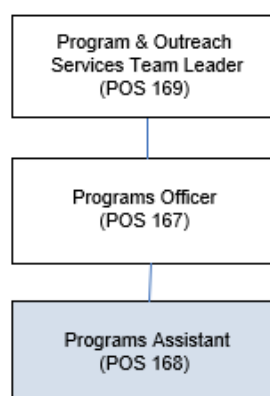 Program & Outreach
Services Team Leader
(POS 169)
Programs Officer
(POS 167)
Programs Assistant
(POS 168)